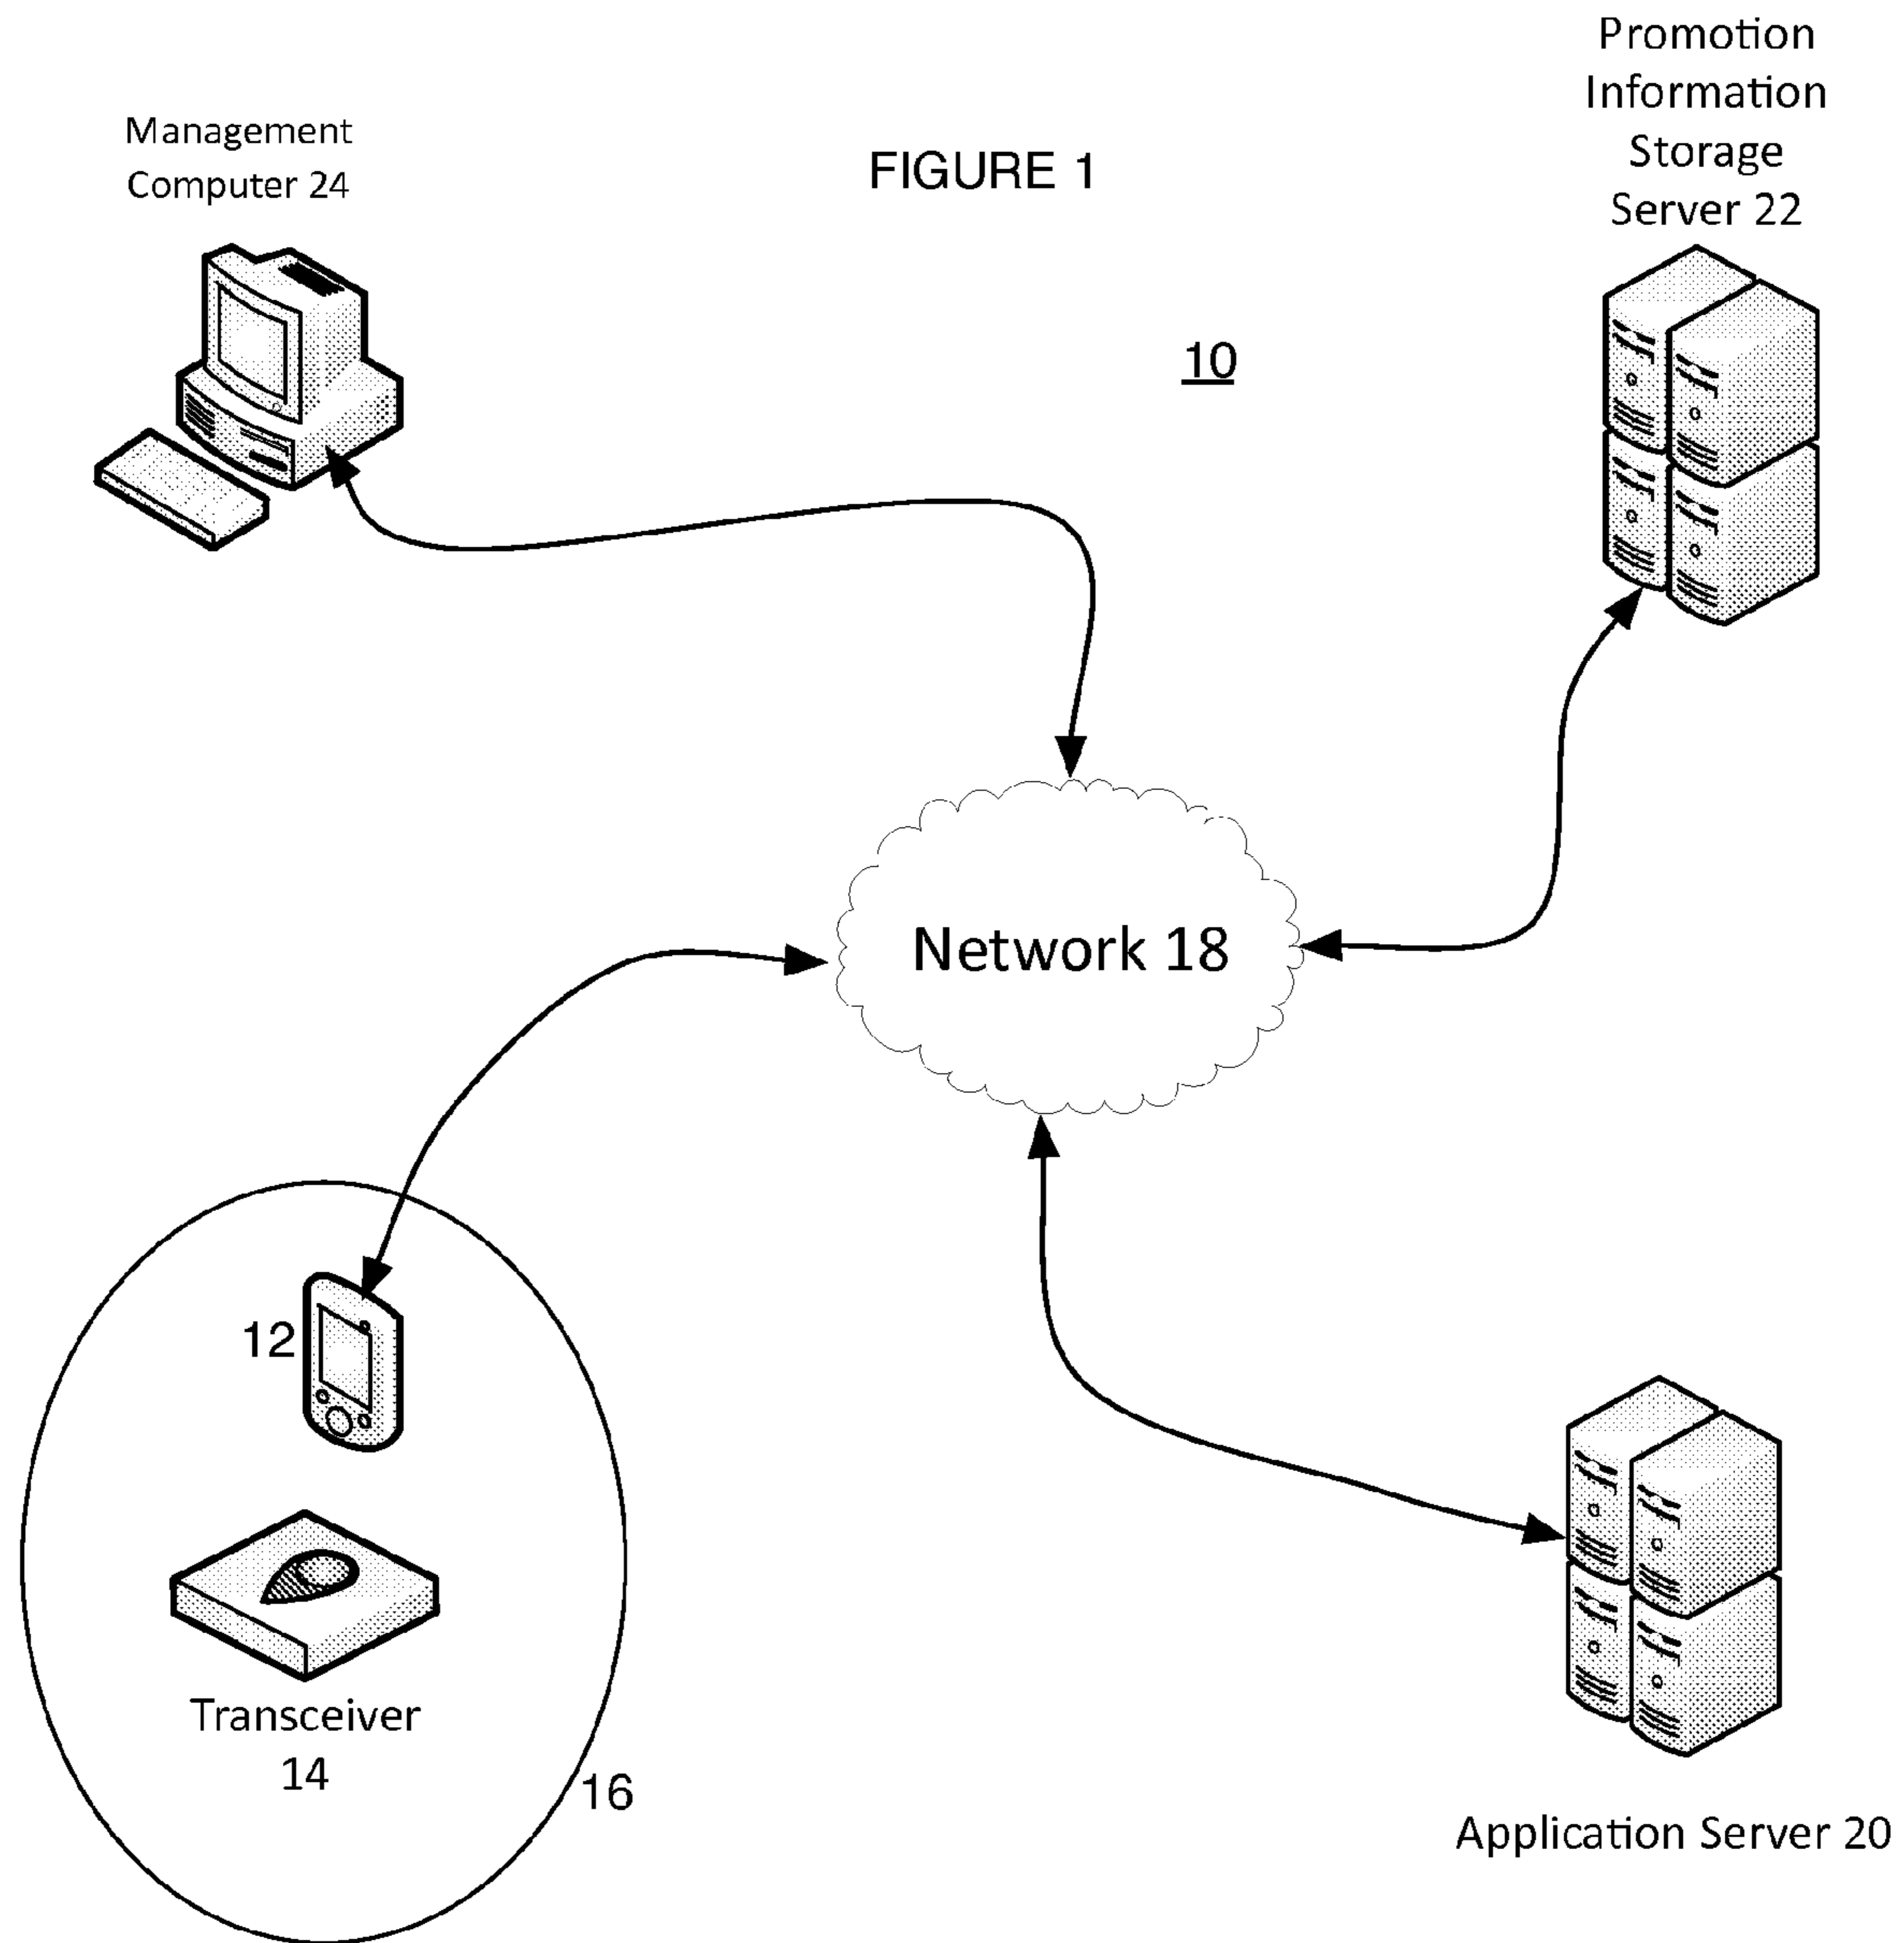 Promotion
Information
Storage
Server 22
Management
Computer 24
FIGURE 1
10
Network 18
12
Transceiver
14
16
Application Server 20